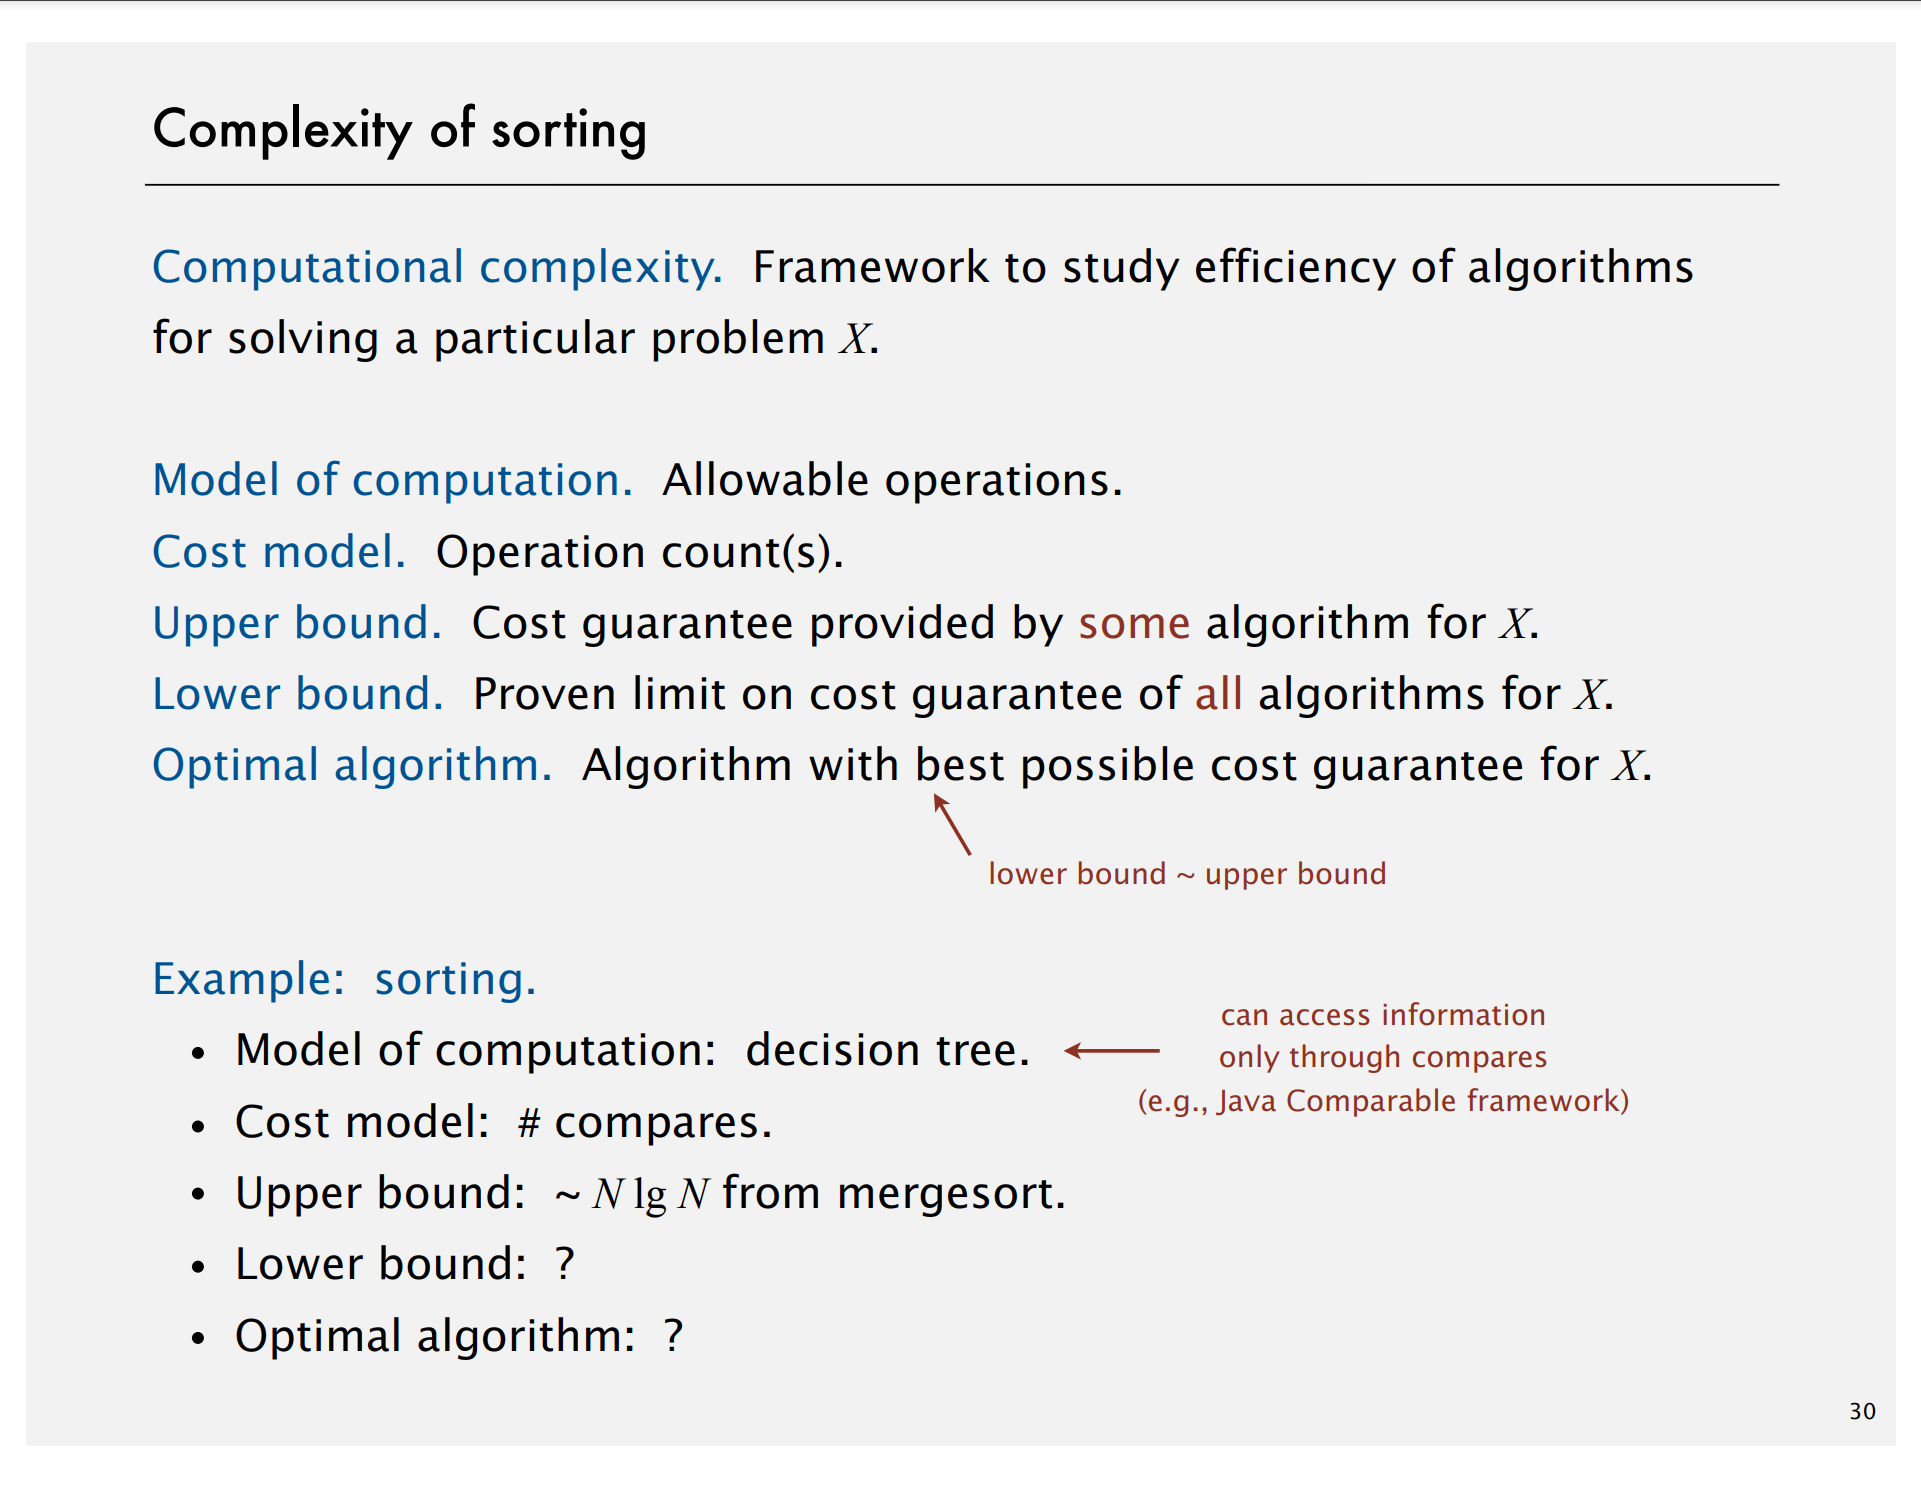 Complexity of sorting
Computational complexity. Framework to study efficiency of algorithms
for solving a particular problem X.
Model of computation. Allowable operations.
Cost model. Operation count(s).
Upper bound. Cost guarantee provided by some algorithm for X.
Lower bound. Proven limit on cost guarantee of all algorithms for X.
Optimal algorithm. Algorithm with best possible cost guarantee for X.
lower bound ~ upper bound
Example: sorting.
• Model of computation: decision tree.
can access information
only through compares
(e.g., Java Comparable framework)
• Cost model: # compares.
• Upper bound: ~ N lg N from mergesort.
• Lower bound: ?
• Optimal algorithm: ?
30